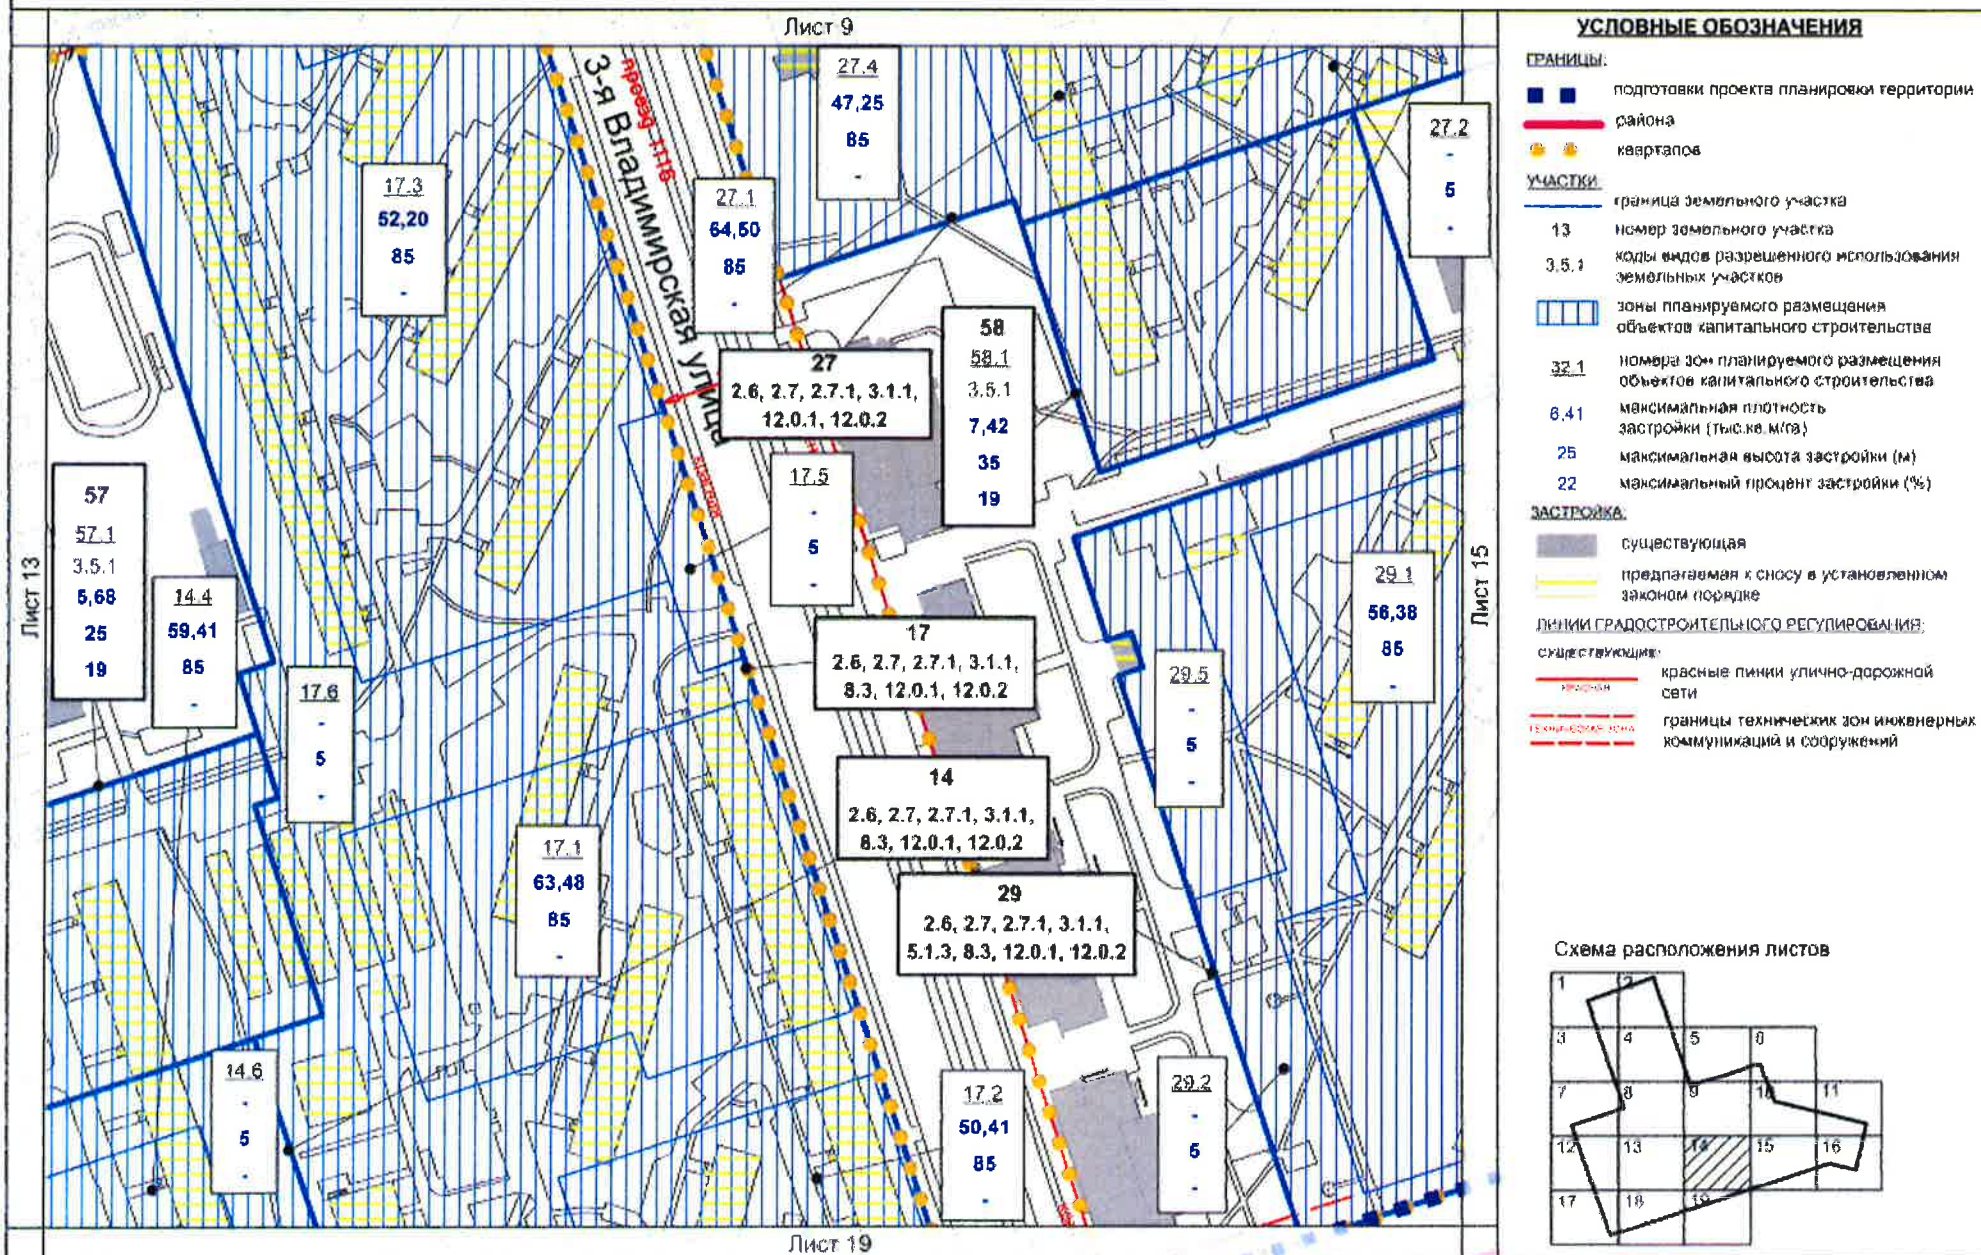 Лист 9
3-я Владимирская улица
проезд 1116
27.4
47,25
85
-
27.2
-
5
-
17.3
52,20
85
-
27.1
64,50
85
-
58
58.1
3.5.1
7,42
35
19
27
2.6, 2.7, 2.7.1, 3.1.1,
12.0.1, 12.0.2
17.5
-
5
-
57
57.1
3.5.1
5,68
25
19
14.4
59,41
85
-
17.6
-
5
-
17
2.6, 2.7, 2.7.1, 3.1.1,
8.3, 12.0.1, 12.0.2
29.1
56,38
85
-
29.5
-
5
-
14
2.6, 2.7, 2.7.1, 3.1.1,
8.3, 12.0.1, 12.0.2
17.1
63,48
85
-
29
2.6, 2.7, 2.7.1, 3.1.1,
5.1.3, 8.3, 12.0.1, 12.0.2
14.6
-
5
-
17.2
50,41
85
-
29.2
-
5
-
Лист 13
Лист 15
Лист 19
УСЛОВНЫЕ ОБОЗНАЧЕНИЯ
ГРАНИЦЫ:
подготовки проекта планировки территории
района
кварталов
УЧАСТКИ:
граница земельного участка
13 номер земельного участка
3.5.1 коды видов разрешенного использования
земельных участков
зоны планируемого размещения
объектов капитального строительства
32.1 номера зон планируемого размещения
объектов капитального строительства
6,41 максимальная плотность
застройки (тыс.кв.м/га)
25 максимальная высота застройки (м)
22 максимальный процент застройки (%)
ЗАСТРОЙКА:
существующая
предлагаемая к сносу в установленном
законом порядке
ЛИНИИ ГРАДОСТРОИТЕЛЬНОГО РЕГУЛИРОВАНИЯ:
существующие:
красные линии улично-дорожной
сети
КРАСНАЯ
границы технических зон инженерных
коммуникаций и сооружений
ТЕХНИЧЕСКАЯ ЗОНА
Схема расположения листов
1 2
3 4 5 6
7 8 9 10 11
12 13 14 15 16
17 18 19